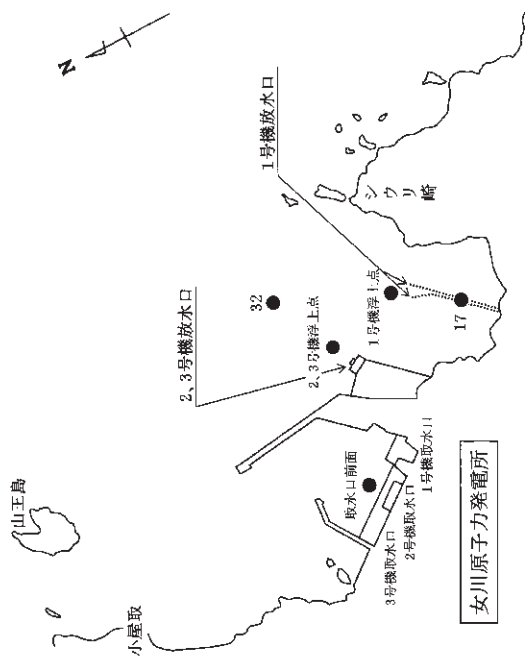 N
山王島
小屋取
2、3号機放水口
1号機放水口
32
2、3号機浮上点
1号機浮上点
17
シウリ崎
取水口前面
3号機取水口
2号機取水口
1号機取水口
女川原子力発電所